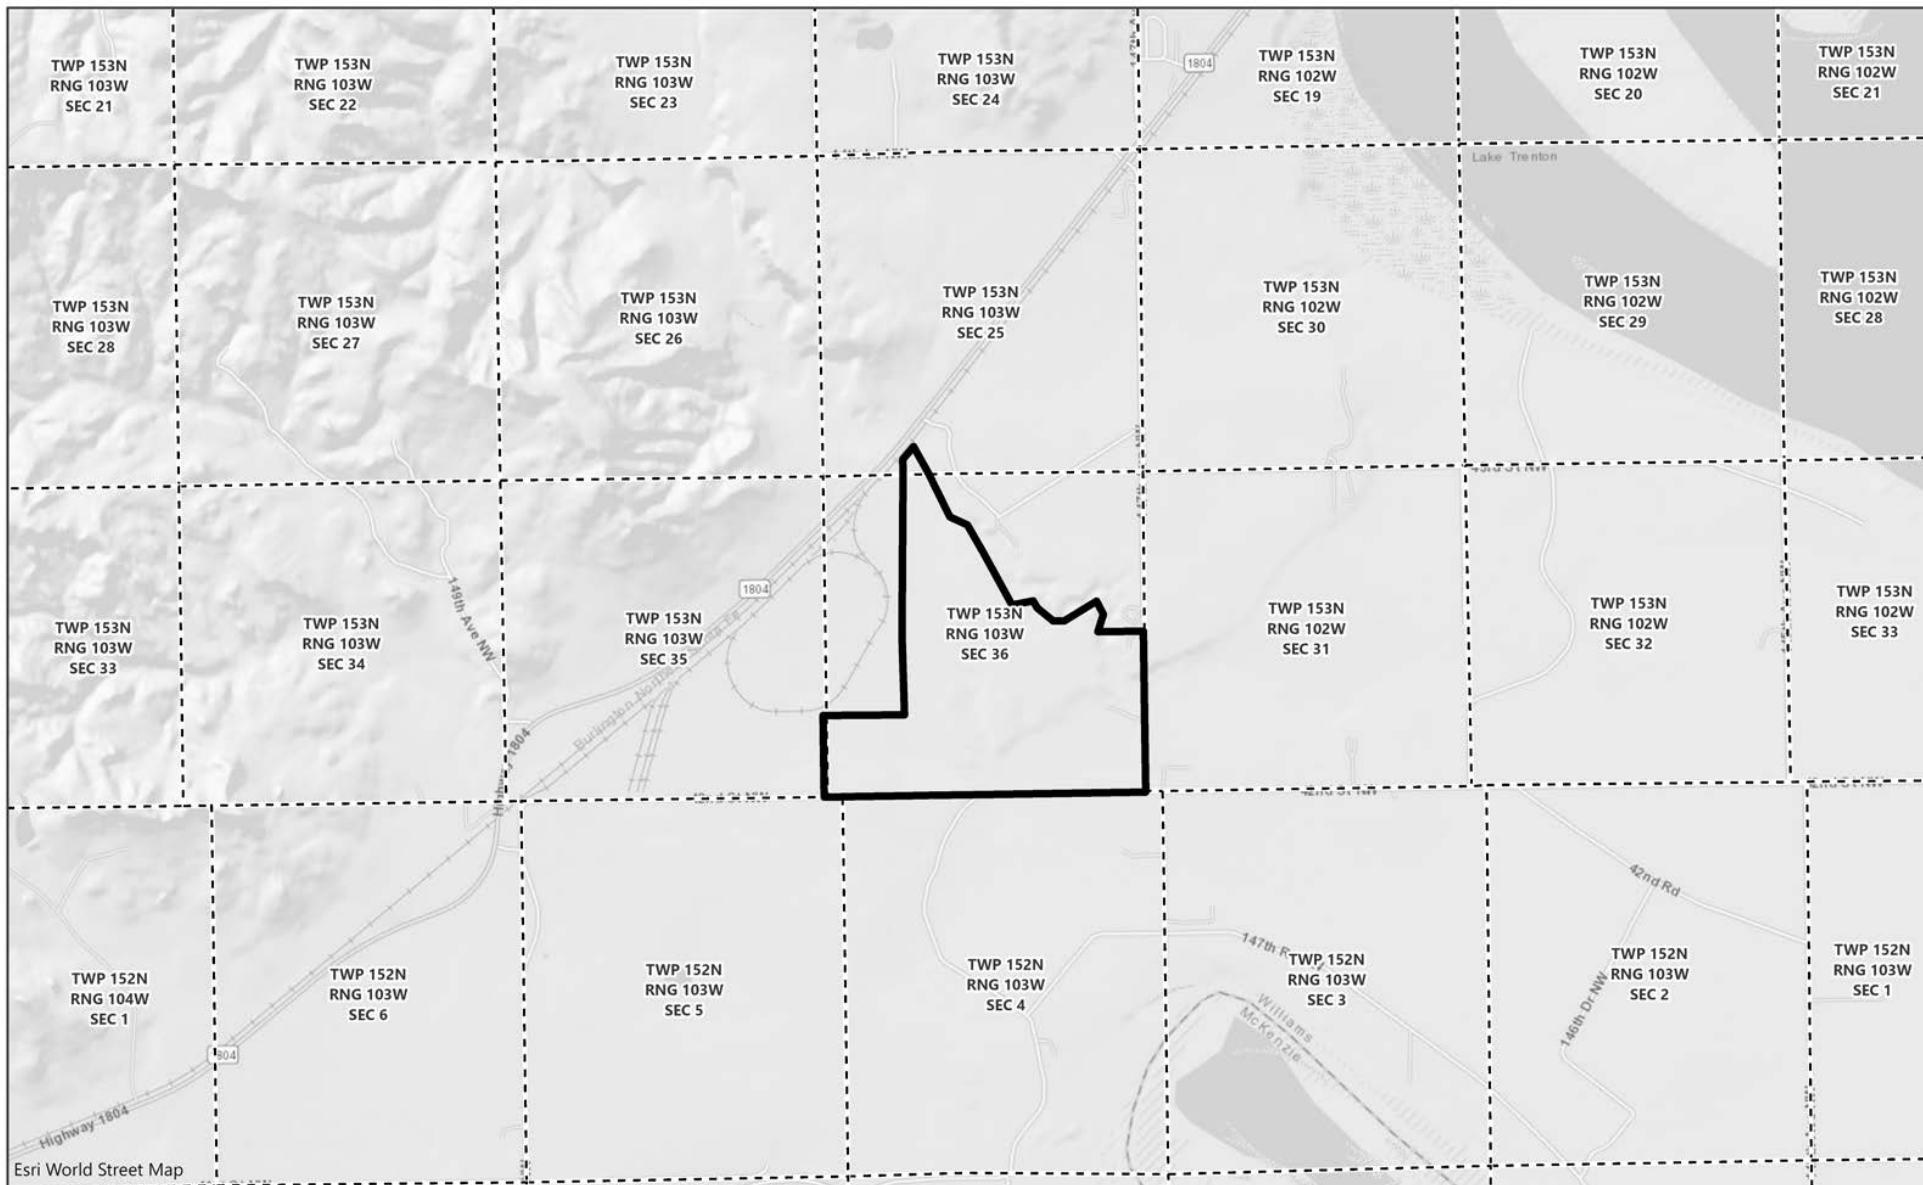 TWP 153N
RNG 103W
SEC 21
TWP 153N
RNG 103W
SEC 22
TWP 153N
RNG 103W
SEC 23
TWP 153N
RNG 103W
SEC 24
1804
TWP 153N
RNG 102W
SEC 19
TWP 153N
RNG 102W
SEC 20
TWP 153N
RNG 102W
SEC 21
Lake Trenton
TWP 153N
RNG 103W
SEC 28
TWP 153N
RNG 103W
SEC 27
TWP 153N
RNG 103W
SEC 26
TWP 153N
RNG 103W
SEC 25
TWP 153N
RNG 102W
SEC 30
TWP 153N
RNG 102W
SEC 29
TWP 153N
RNG 102W
SEC 28
43rd St NW
149th Ave NW
1804
TWP 153N
RNG 103W
SEC 33
TWP 153N
RNG 103W
SEC 34
TWP 153N
RNG 103W
SEC 35
TWP 153N
RNG 103W
SEC 36
TWP 153N
RNG 102W
SEC 31
TWP 153N
RNG 102W
SEC 32
TWP 153N
RNG 102W
SEC 33
Burlington
Highway 1804
42nd St NW
42nd St NW
42nd Rd
147th
TWP 152N
RNG 104W
SEC 1
TWP 152N
RNG 103W
SEC 6
TWP 152N
RNG 103W
SEC 5
TWP 152N
RNG 103W
SEC 4
TWP 152N
RNG 103W
SEC 3
TWP 152N
RNG 103W
SEC 2
TWP 152N
RNG 103W
SEC 1
Williams
McKenzie
146th Dr NW
Highway 1804
Esri World Street Map